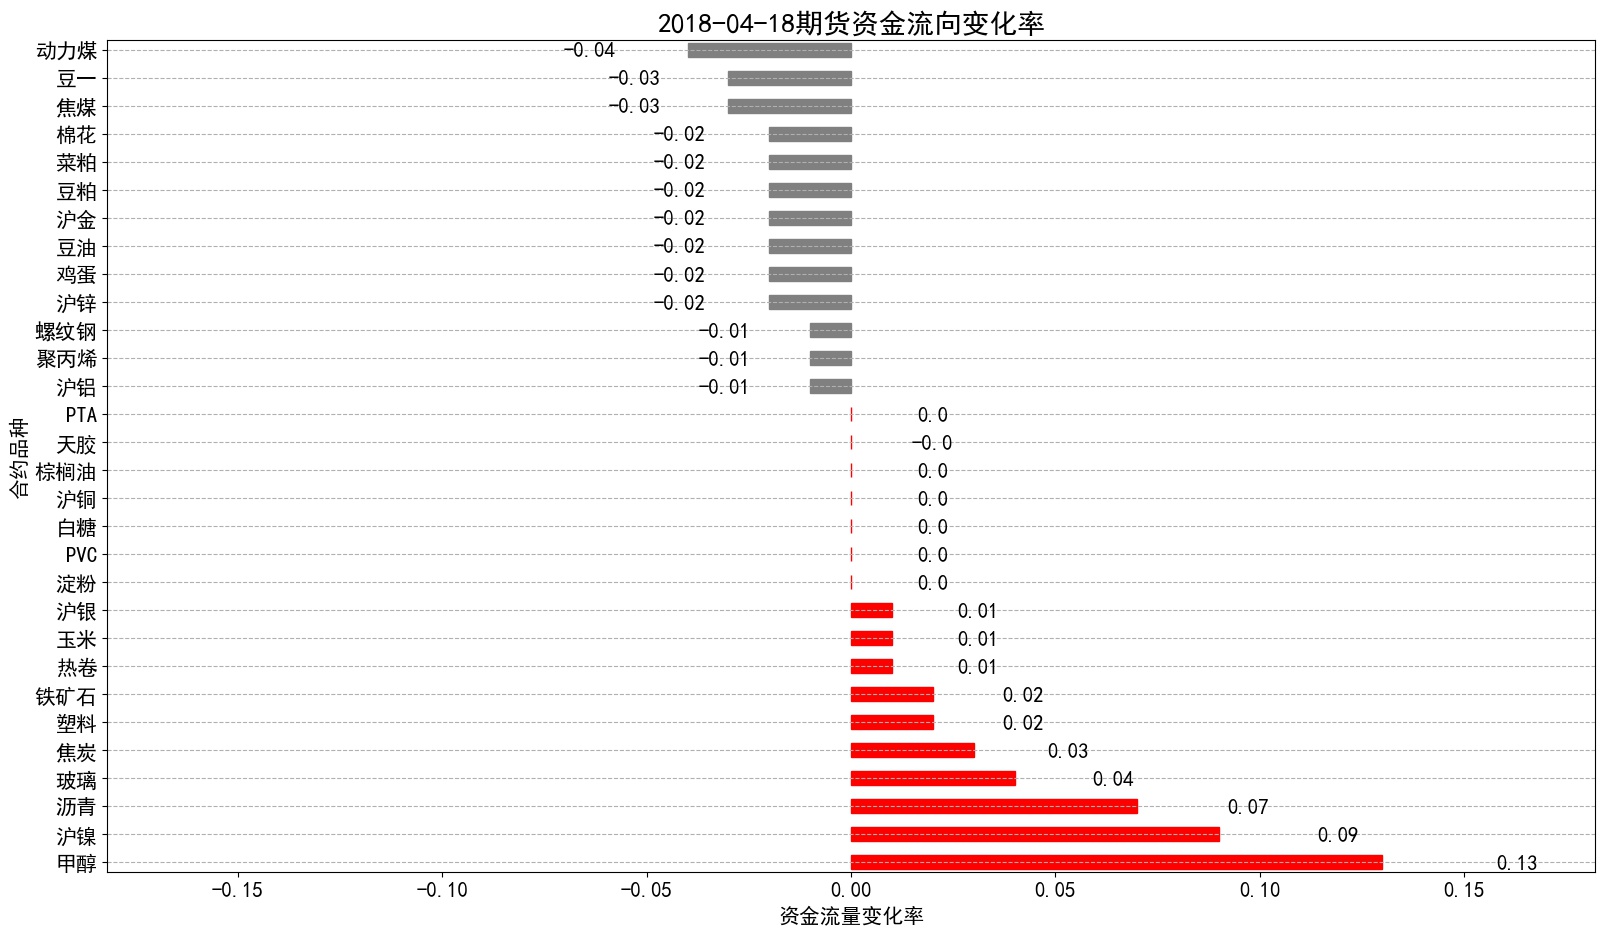 2018-04-18期货资金流向变化率
动力煤 -0.04
豆一 -0.03
焦煤 -0.03
棉花 -0.02
菜粕 -0.02
豆粕 -0.02
沪金 -0.02
豆油 -0.02
鸡蛋 -0.02
沪锌 -0.02
螺纹钢 -0.01
聚丙烯 -0.01
沪铝 -0.01
PTA 0.0
天胶 -0.0
棕榈油 0.0
沪铜 0.0
白糖 0.0
PVC 0.0
淀粉 0.0
沪银 0.01
玉米 0.01
热卷 0.01
铁矿石 0.02
塑料 0.02
焦炭 0.03
玻璃 0.04
沥青 0.07
沪镍 0.09
甲醇 0.13
合约品种
-0.15 -0.10 -0.05 0.00 0.05 0.10 0.15
资金流量变化率